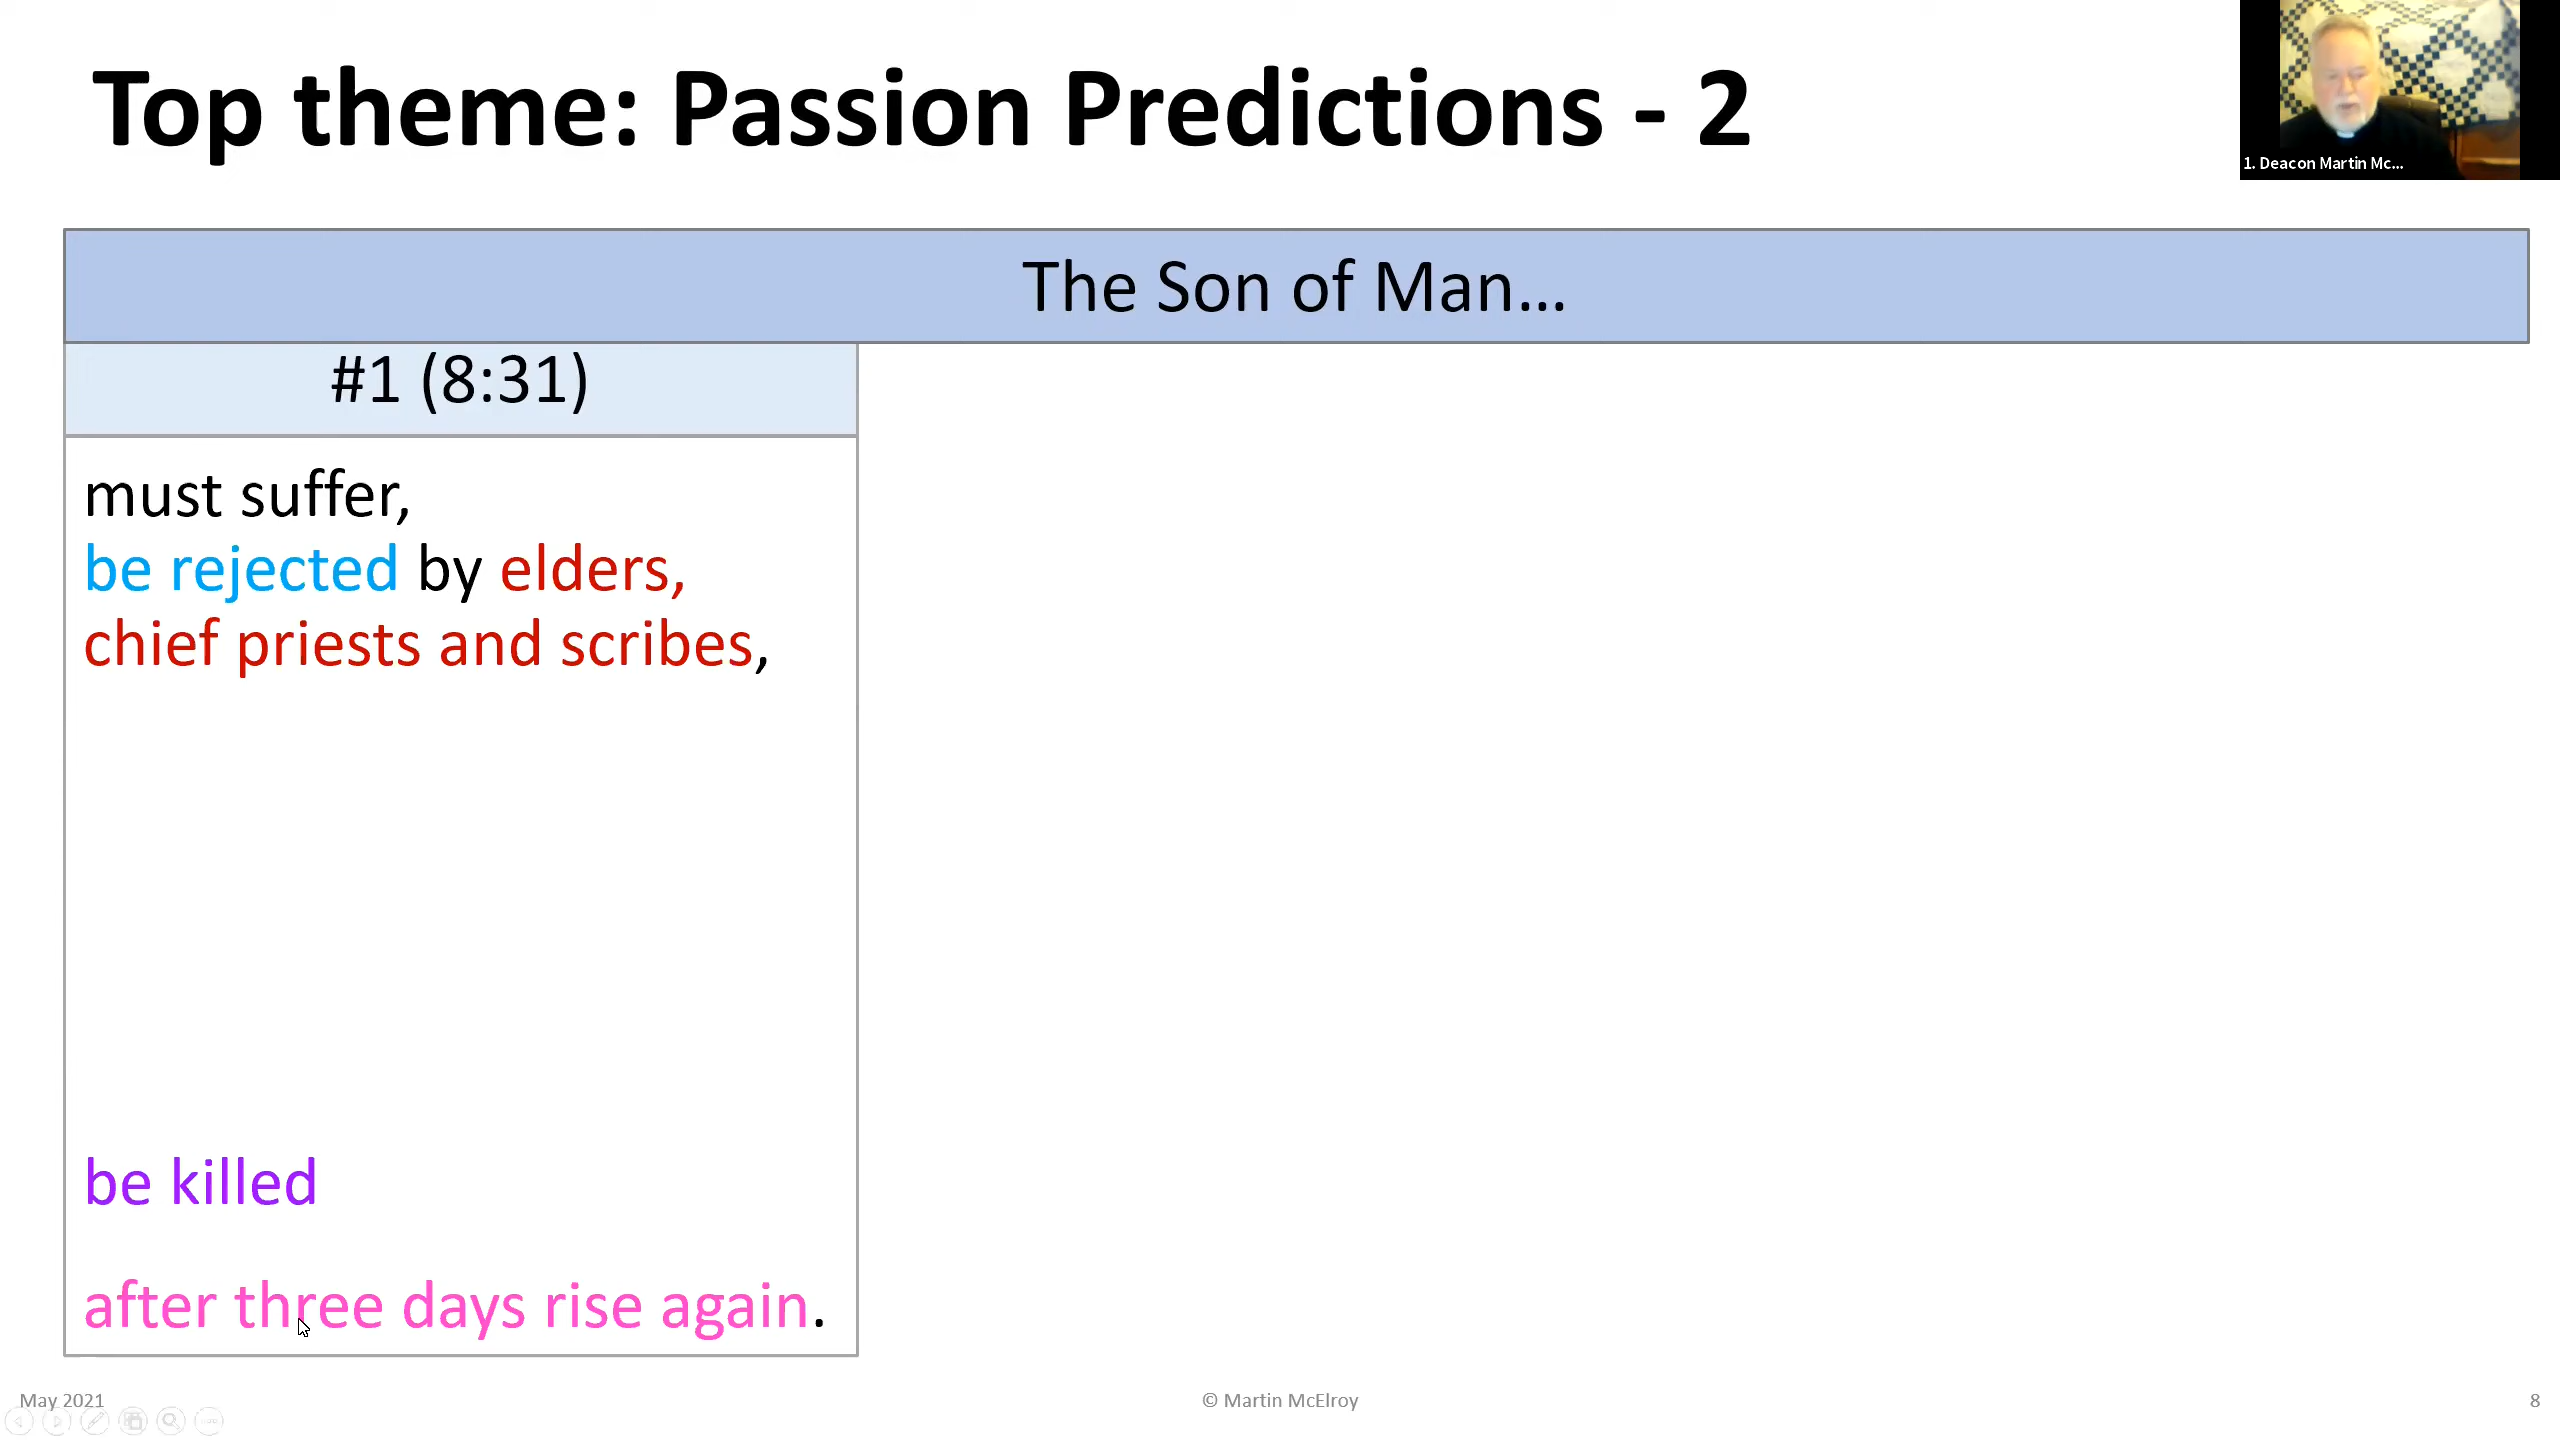 Top theme: Passion Predictions - 2
1. Deacon Martin Mc...
The Son of Man...
#1 (8:31)
must suffer,
be rejected by elders,
chief priests and scribes,
be killed
after three days rise again.
May 2021
© Martin McElroy
8